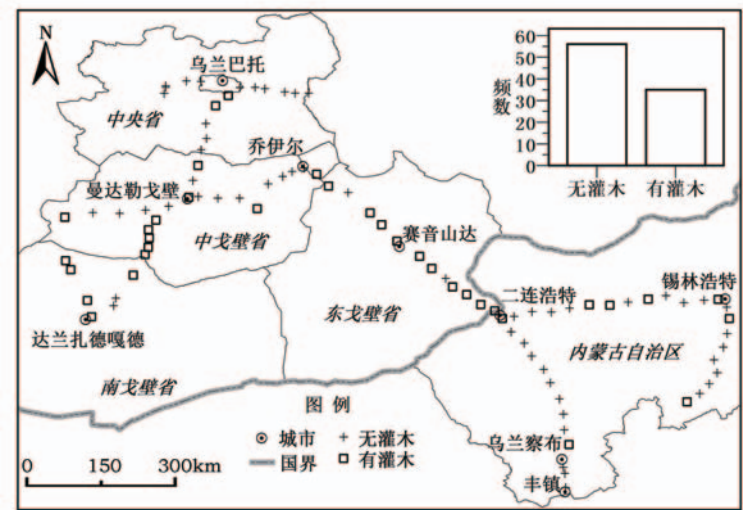 N
乌兰巴托
中央省
乔伊尔
曼达勒戈壁
中戈壁省
赛音山达
二连浩特
锡林浩特
东戈壁省
内蒙古自治区
达兰扎德嘎德
南戈壁省
乌兰察布
丰镇
图 例
城市
无灌木
国界
有灌木
0 150 300km
频数
60
50
40
30
20
10
0
无灌木 有灌木